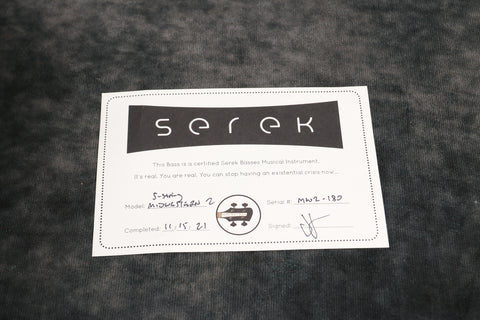 serek
This Bass is is certified Serek Basses Musical Instrument.
It's real. You are real. You can stop having an existential crisis now...
5-string
Model: MIDWESTERN 2 Serial #: MW2-180
Completed: 11.15.21 Signed: